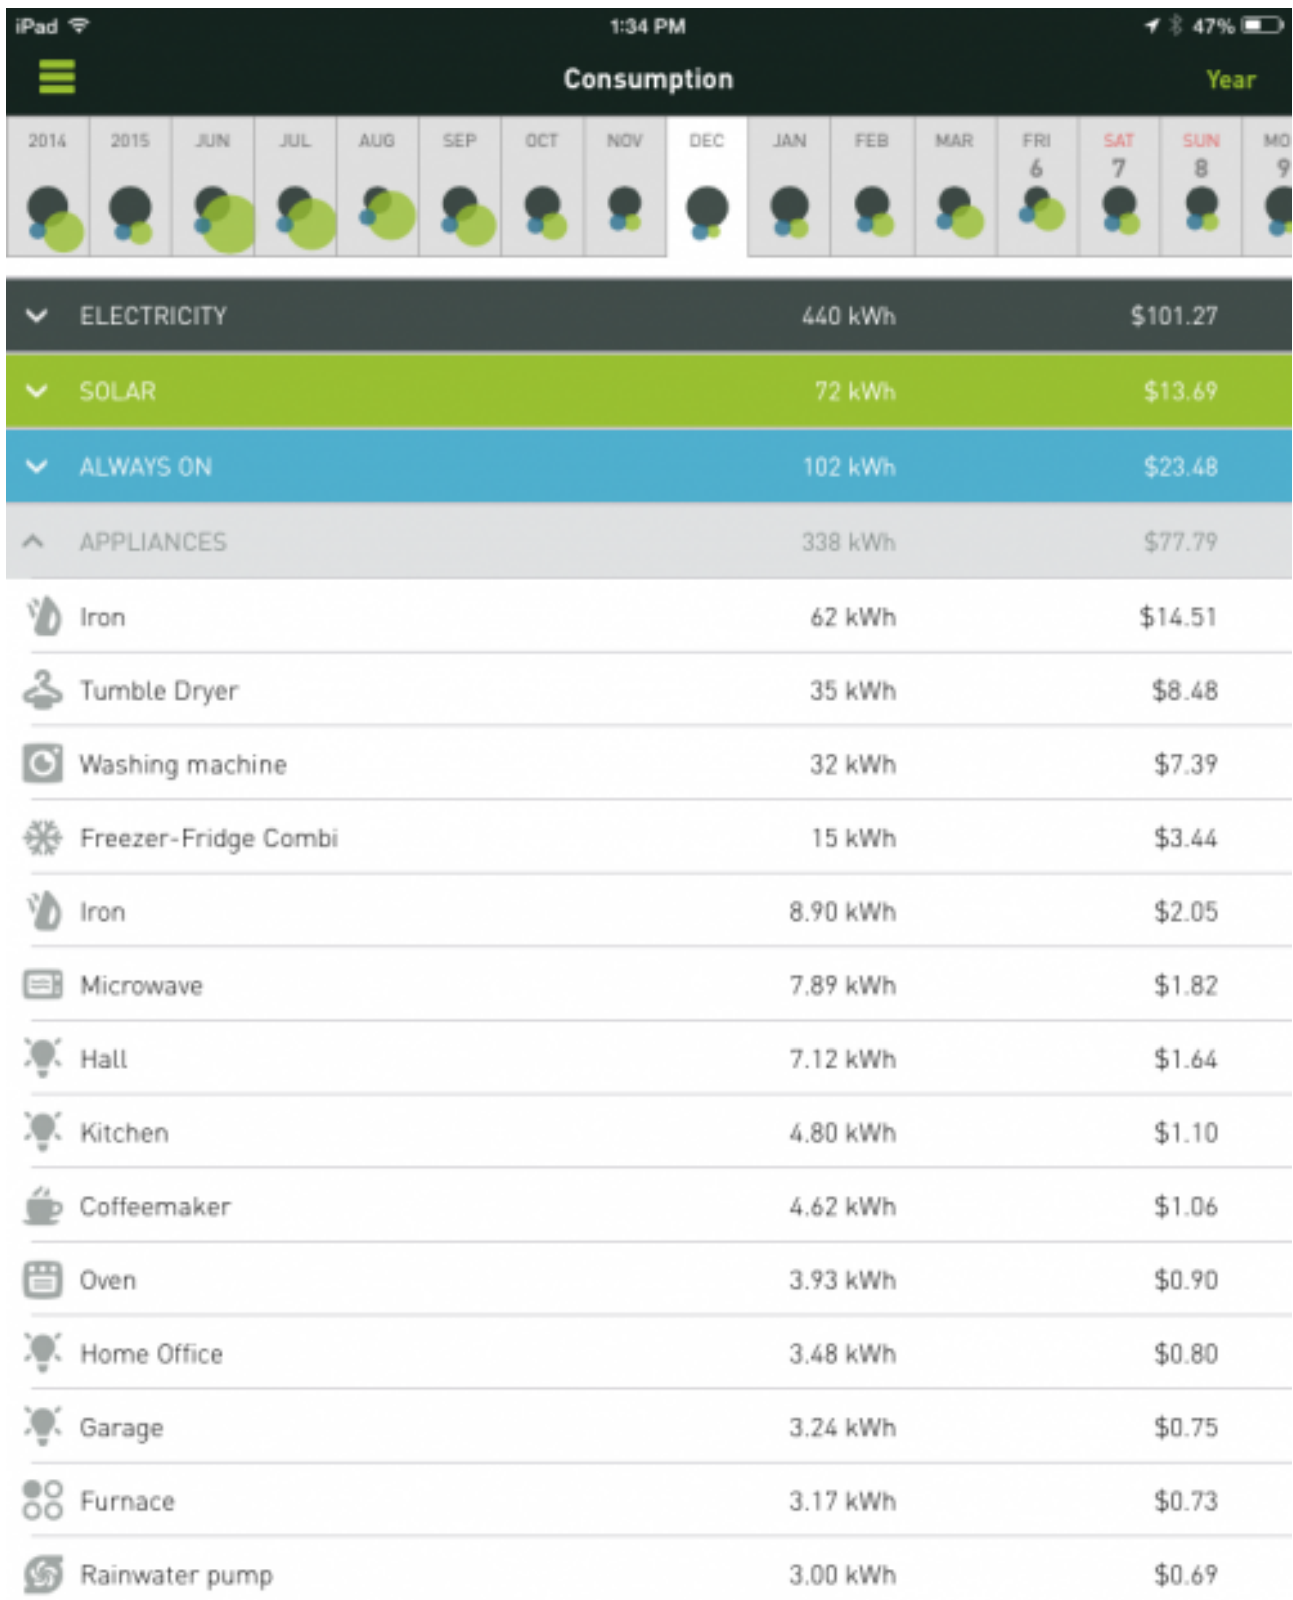 iPad 1:34 PM 47%
Consumption Year
2014 2015 JUN JUL AUG SEP OCT NOV DEC JAN FEB MAR FRI SAT SUN MO
6 7 8 9
ELECTRICITY 440 kWh $101.27
SOLAR 72 kWh $13.69
ALWAYS ON 102 kWh $23.48
APPLIANCES 338 kWh $77.79
Iron 62 kWh $14.51
Tumble Dryer 35 kWh $8.48
Washing machine 32 kWh $7.39
Freezer-Fridge Combi 15 kWh $3.44
Iron 8.90 kWh $2.05
Microwave 7.89 kWh $1.82
Hall 7.12 kWh $1.64
Kitchen 4.80 kWh $1.10
Coffeemaker 4.62 kWh $1.06
Oven 3.93 kWh $0.90
Home Office 3.48 kWh $0.80
Garage 3.24 kWh $0.75
Furnace 3.17 kWh $0.73
Rainwater pump 3.00 kWh $0.69